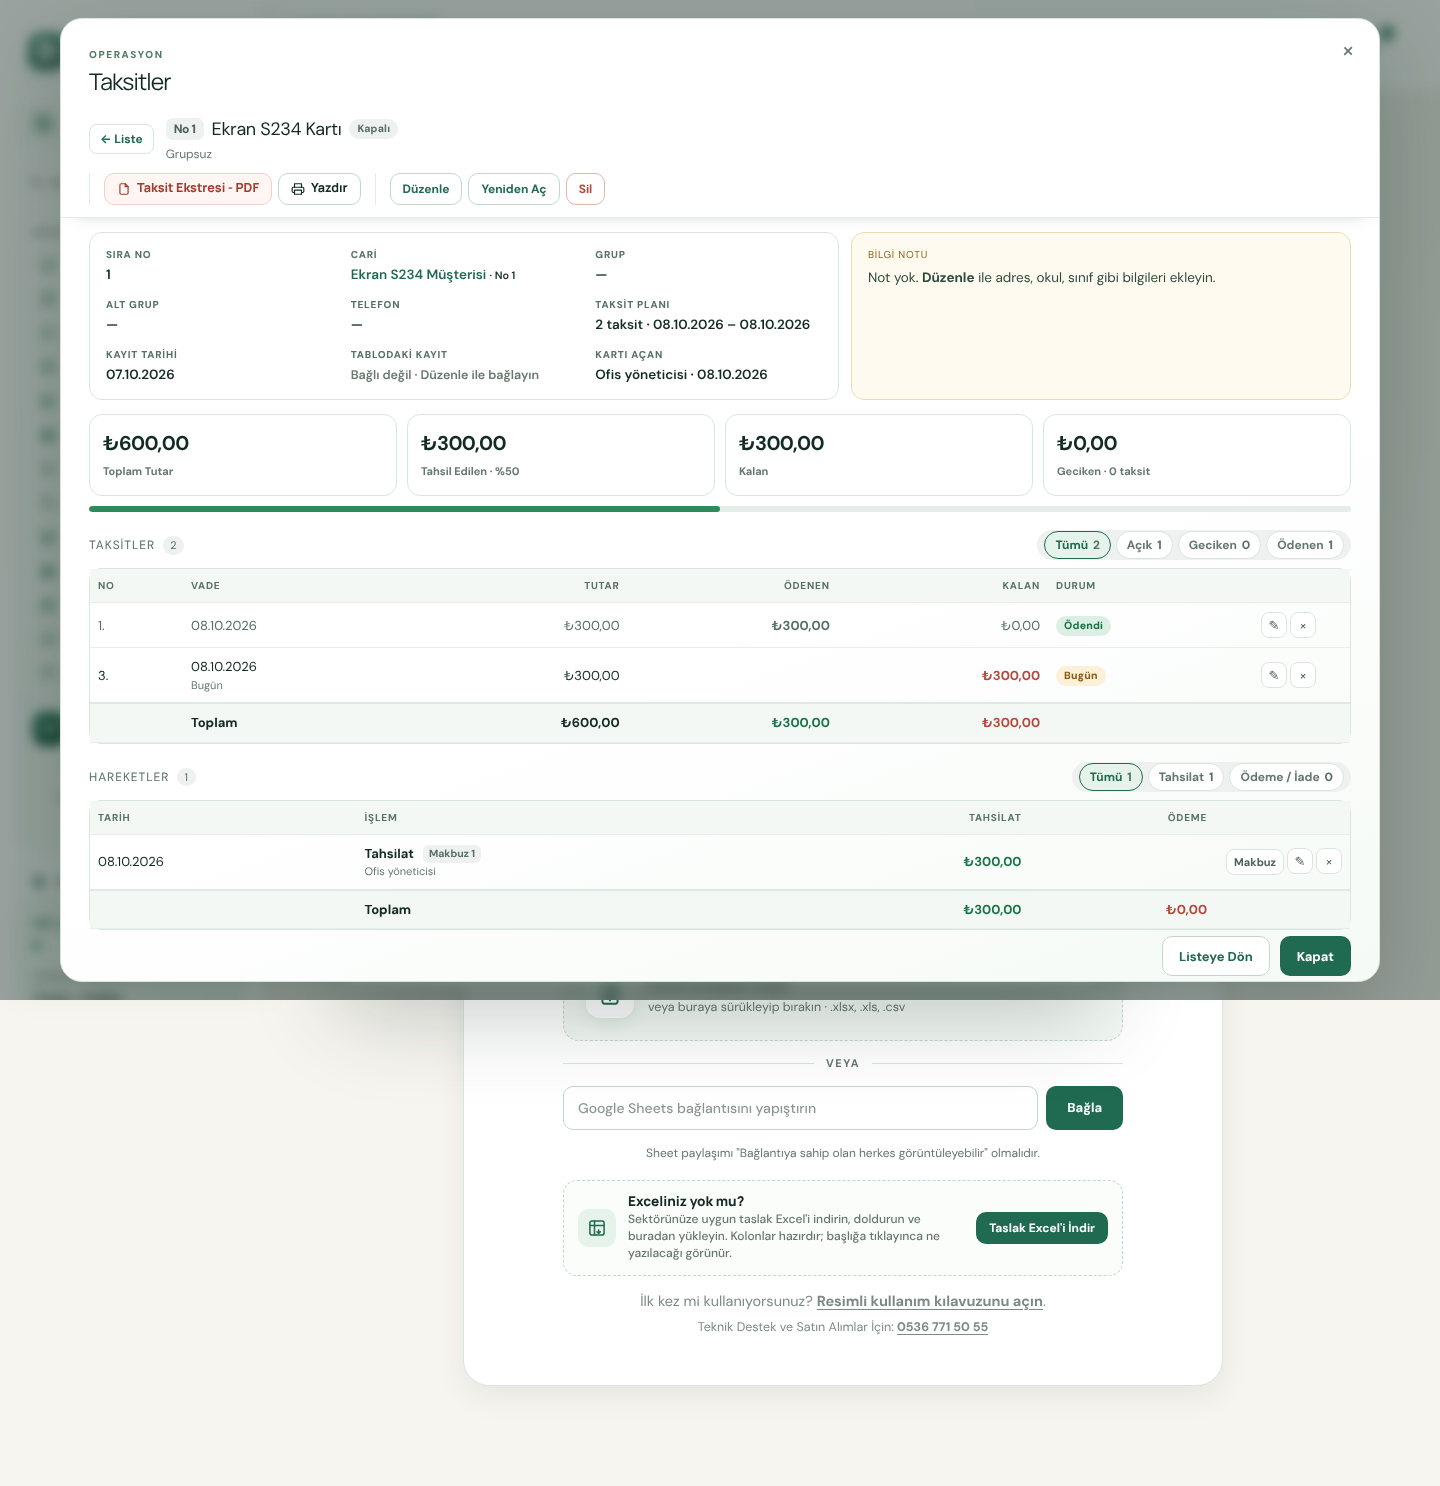 OPERASYON
Taksitler
×
← Liste
No 1 Ekran S234 Kartı Kapalı
Grupsuz
Taksit Ekstresi - PDF
Yazdır
Düzenle
Yeniden Aç
Sil
SIRA NO CARİ GRUP
1 Ekran S234 Müşterisi · No 1 —
ALT GRUP TELEFON TAKSİT PLANI
— — 2 taksit · 08.10.2026 – 08.10.2026
KAYIT TARİHİ TABLODAKİ KAYIT KARTI AÇAN
07.10.2026 Bağlı değil · Düzenle ile bağlayın Ofis yöneticisi · 08.10.2026
BİLGİ NOTU
Not yok. Düzenle ile adres, okul, sınıf gibi bilgileri ekleyin.
₺600,00 ₺300,00 ₺300,00 ₺0,00
Toplam Tutar Tahsil Edilen · %50 Kalan Geciken · 0 taksit
TAKSİTLER 2 Tümü 2 Açık 1 Geciken 0 Ödenen 1
NO VADE TUTAR ÖDENEN KALAN DURUM
1. 08.10.2026 ₺300,00 ₺300,00 ₺0,00 Ödendi ✎ ×
3. 08.10.2026 ₺300,00 ₺300,00 Bugün ✎ ×
Bugün
Toplam ₺600,00 ₺300,00 ₺300,00
HAREKETLER 1 Tümü 1 Tahsilat 1 Ödeme / İade 0
TARİH İŞLEM TAHSİLAT ÖDEME
08.10.2026 Tahsilat Makbuz 1 ₺300,00 Makbuz ✎ ×
Ofis yöneticisi
Toplam ₺300,00 ₺0,00
Listeye Dön Kapat
veya buraya sürükleyip bırakın · .xlsx, .xls, .csv
VEYA
Google Sheets bağlantısını yapıştırın Bağla
Sheet paylaşımı "Bağlantıya sahip olan herkes görüntüleyebilir" olmalıdır.
Exceliniz yok mu?
Sektörünüze uygun taslak Excel'i indirin, doldurun ve
buradan yükleyin. Kolonlar hazırdır; başlığa tıklayınca ne
yazılacağı görünür.
Taslak Excel'i İndir
İlk kez mi kullanıyorsunuz? Resimli kullanım kılavuzunu açın.
Teknik Destek ve Satın Alımlar İçin: 0536 771 50 55